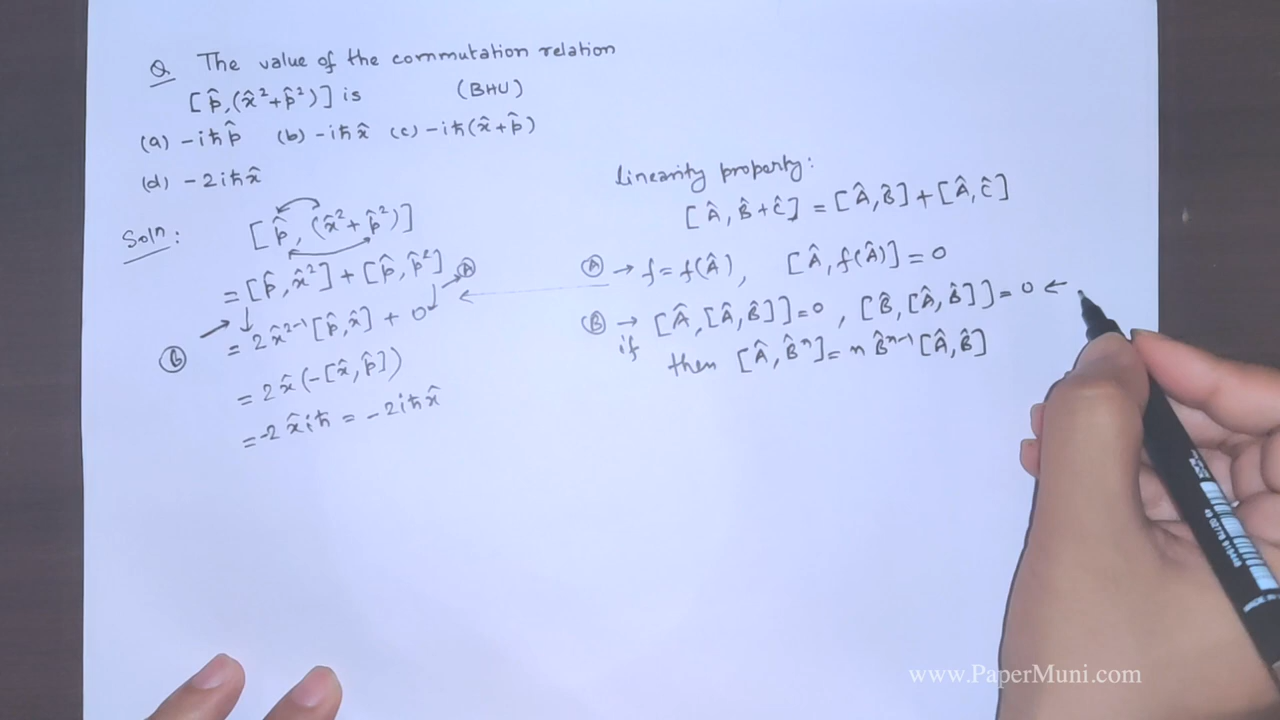 Q. The value of the commutation relation
[p̂, (x̂² + p̂²)] is (BHU)
(a) -iħp̂ (b) -iħx̂ (c) -iħ(x̂+p̂)
(d) -2iħx̂
Solⁿ: [p̂, (x̂² + p̂²)]
= [p̂, x̂²] + [p̂, p̂²] Ⓐ
Ⓑ = 2x̂²⁻¹[p̂, x̂] + 0
= 2x̂(-[x̂, p̂])
= -2x̂iħ = -2iħx̂
linearity property:
[Â, B̂+Ĉ] = [Â, B̂] + [Â, Ĉ]
Ⓐ → f = f(Â), [Â, f(Â)] = 0
Ⓑ → [Â, [Â, B̂]] = 0, [B̂, [Â, B̂]] = 0 ←
if then [Â, B̂ⁿ] = n B̂ⁿ⁻¹ [Â, B̂]
www.PaperMuni.com